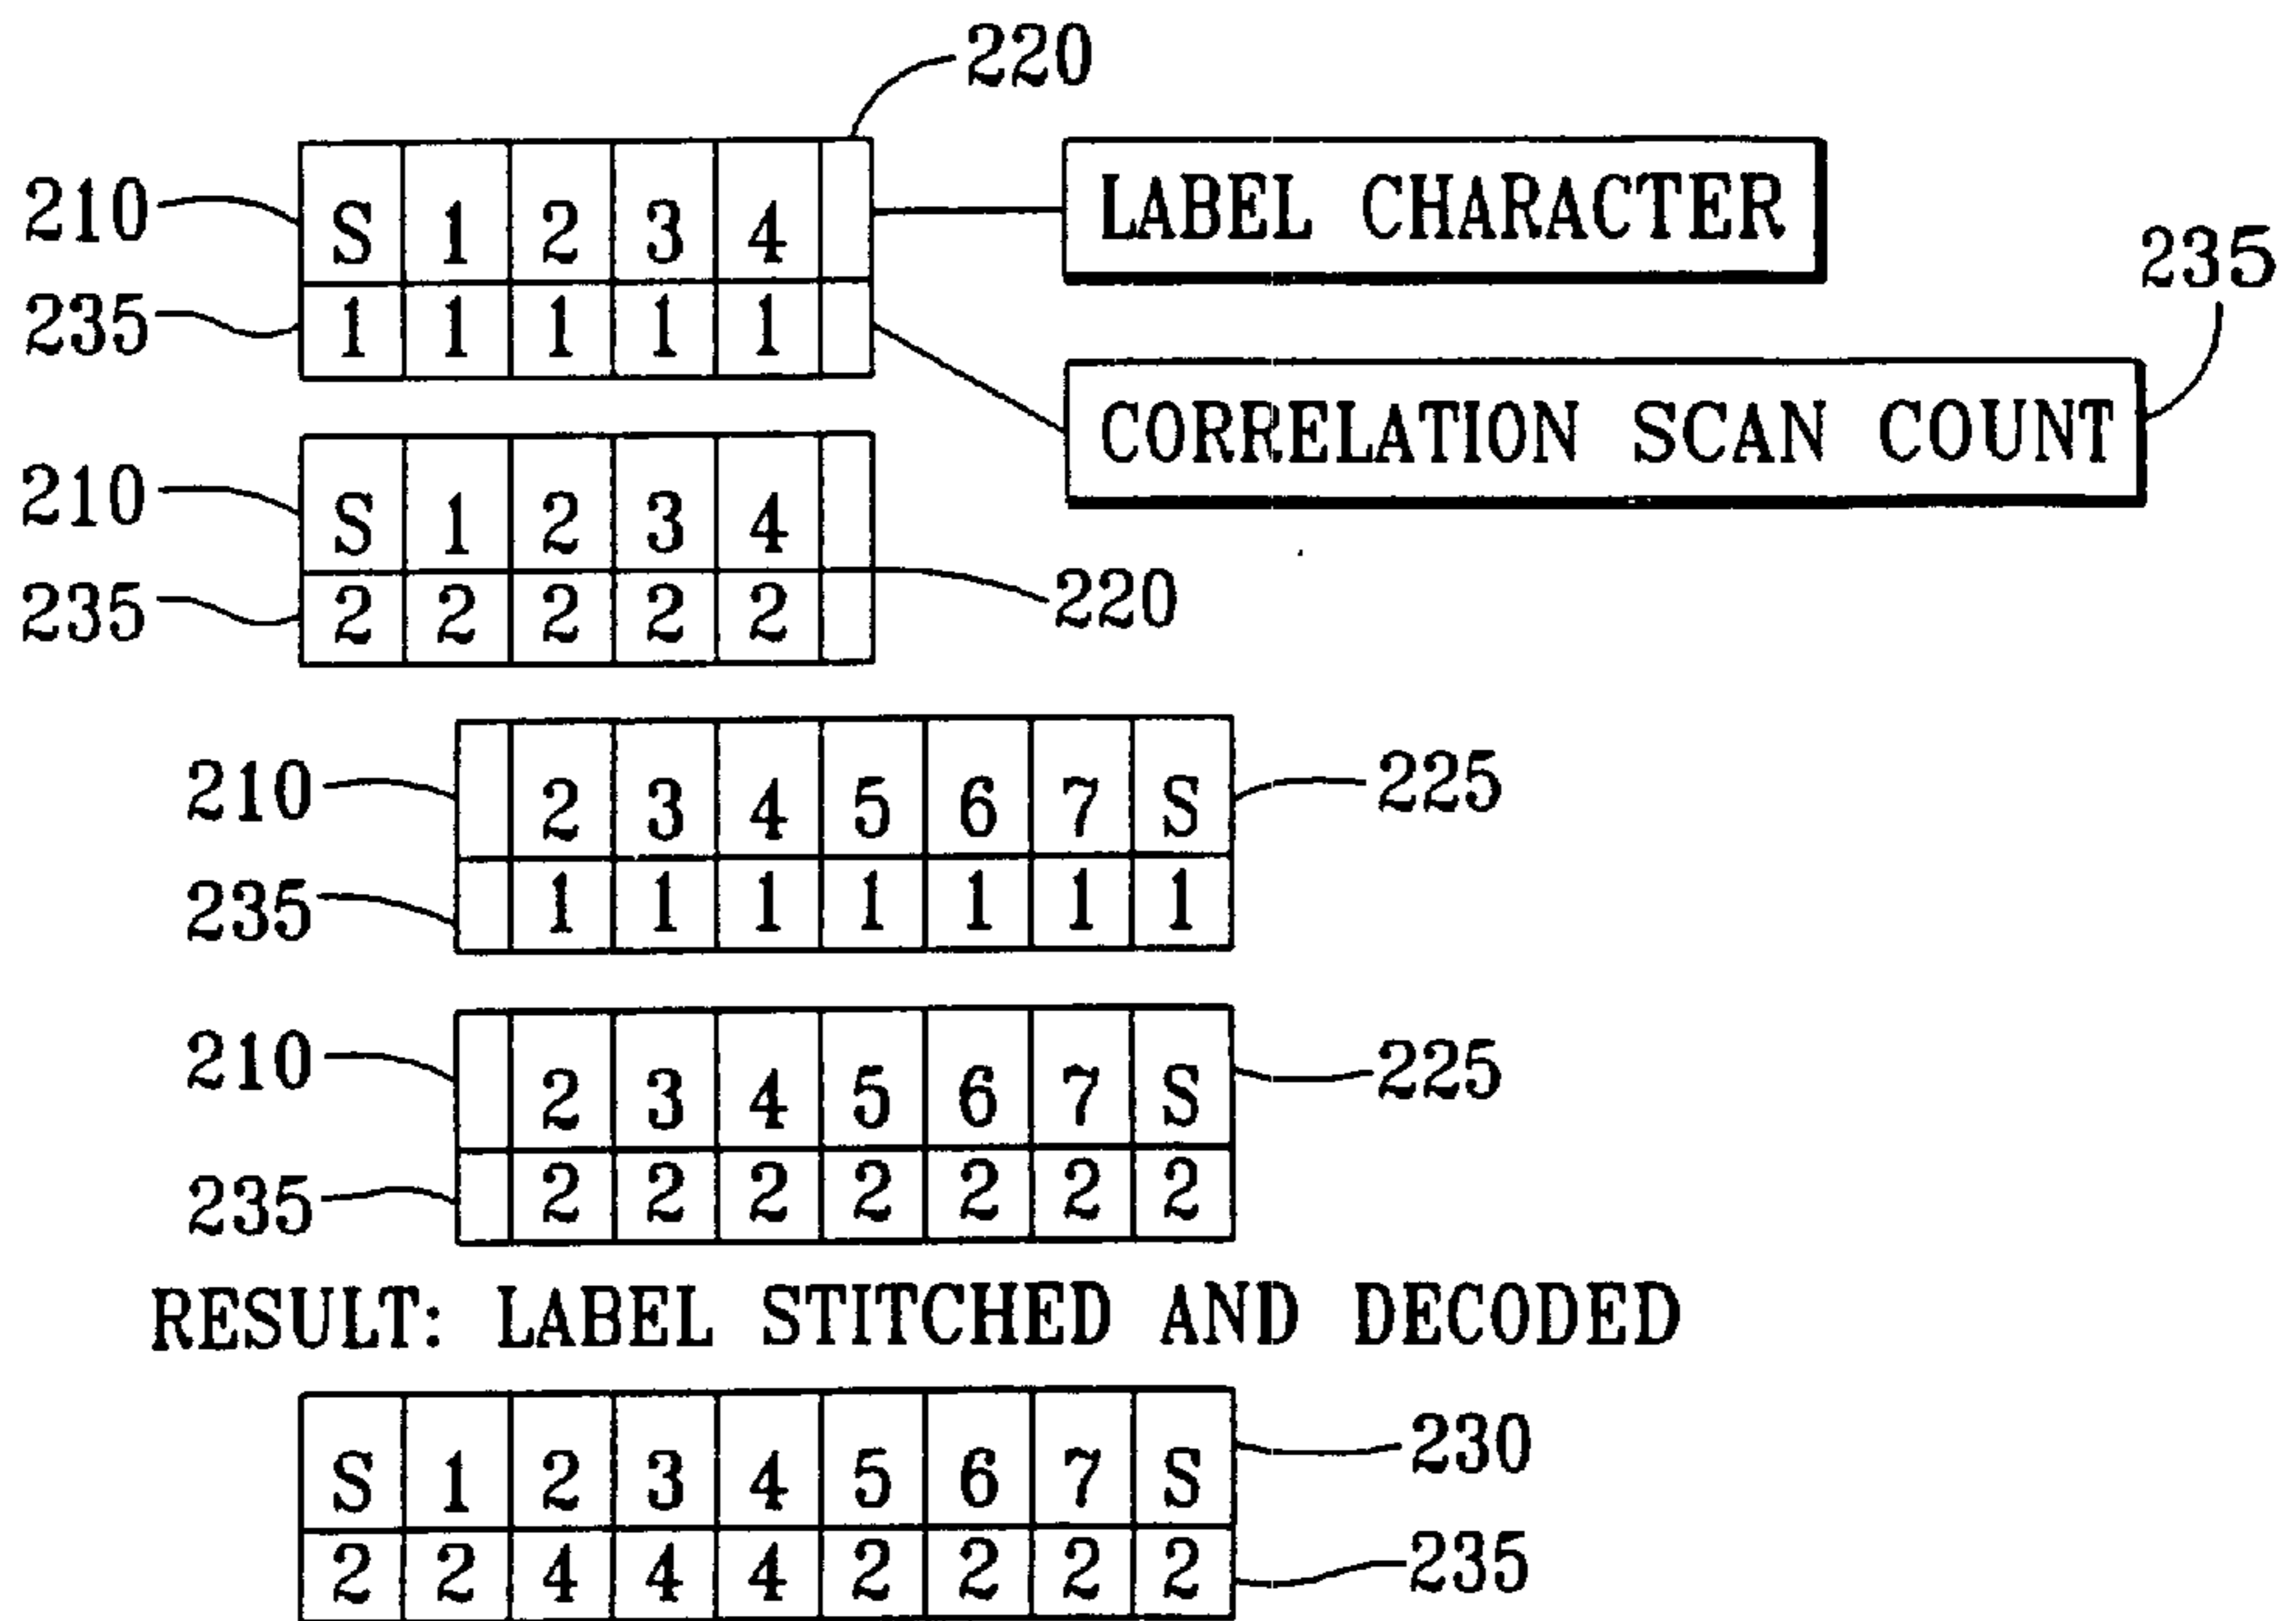 220
210 S 1 2 3 4 LABEL CHARACTER
235 1 1 1 1 1
235
CORRELATION SCAN COUNT
210 S 1 2 3 4
235 2 2 2 2 2 220
210 2 3 4 5 6 7 S 225
235 1 1 1 1 1 1 1
210 2 3 4 5 6 7 S 225
235 2 2 2 2 2 2 2
RESULT: LABEL STITCHED AND DECODED
S 1 2 3 4 5 6 7 S 230
2 2 4 4 4 2 2 2 2 235